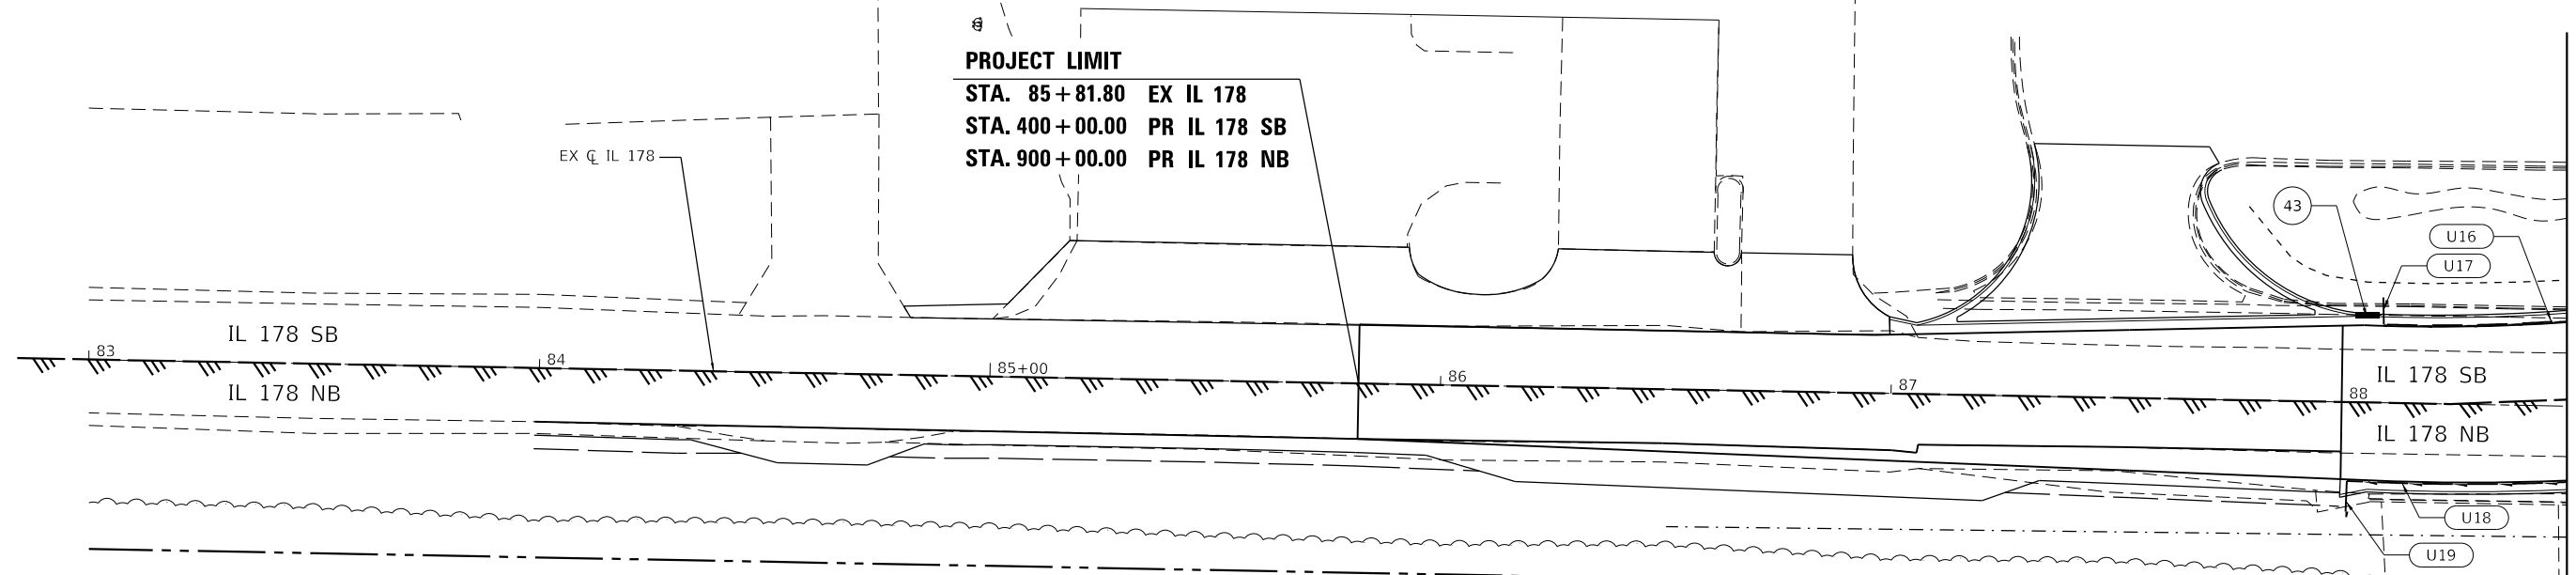 PROJECT LIMIT
STA. 85+81.80 EX IL 178
STA. 400+00.00 PR IL 178 SB
STA. 900+00.00 PR IL 178 NB
EX ℄ IL 178
43
U16
U17
IL 178 SB
83
84
85+00
86
87
88
IL 178 NB
IL 178 SB
IL 178 NB
U18
U19